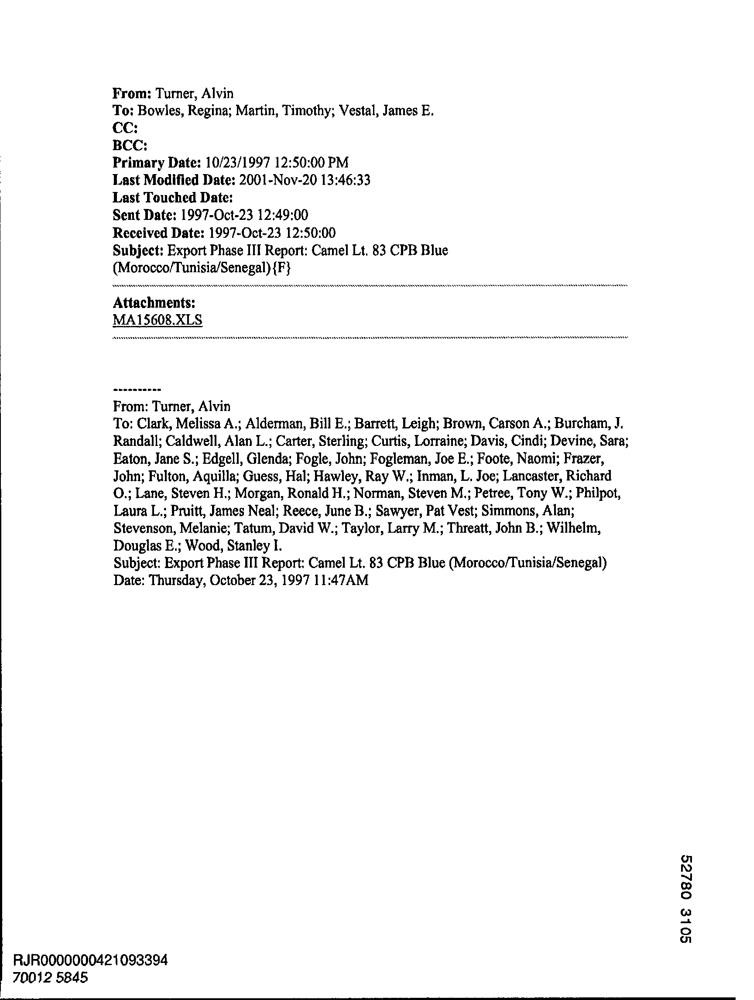 From: Turner, Alvin
To: Bowles, Regina; Martin, Timothy; Vestal, James E.
CC:
BCC:
Primary Date: 10/23/1997 12:50:00 PM
Last Modified Date: 2001-Nov-20 13:46:33
Last Touched Date:
Sent Date: 1997-Oct-23 12:49:00
Received Date: 1997-Oct-23 12:50:00
Subject: Export Phase III Report: Camel Lt. 83 CPB Blue
(Morocco/Tunisia/Senegal){F}
Attachments:
MA15608.XLS
----------
From: Turner, Alvin
To: Clark, Melissa A.; Alderman, Bill E.; Barrett, Leigh; Brown, Carson A.; Burcham, J.
Randall; Caldwell, Alan L.; Carter, Sterling; Curtis, Lorraine; Davis, Cindi; Devine, Sara;
Eaton, Jane S.; Edgell, Glenda; Fogle, John; Fogleman, Joe E.; Foote, Naomi; Frazer,
John; Fulton, Aquilla; Guess, Hal; Hawley, Ray W.; Inman, L. Joe; Lancaster, Richard
O.; Lane, Steven H.; Morgan, Ronald H.; Norman, Steven M.; Petree, Tony W.; Philpot,
Laura L.; Pruitt, James Neal; Reece, June B.; Sawyer, Pat Vest; Simmons, Alan;
Stevenson, Melanie; Tatum, David W.; Taylor, Larry M.; Threatt, John B.; Wilhelm,
Douglas E.; Wood, Stanley I.
Subject: Export Phase III Report: Camel Lt. 83 CPB Blue (Morocco/Tunisia/Senegal)
Date: Thursday, October 23, 1997 11:47AM
52780 3105
RJR0000000421093394
70012 5845